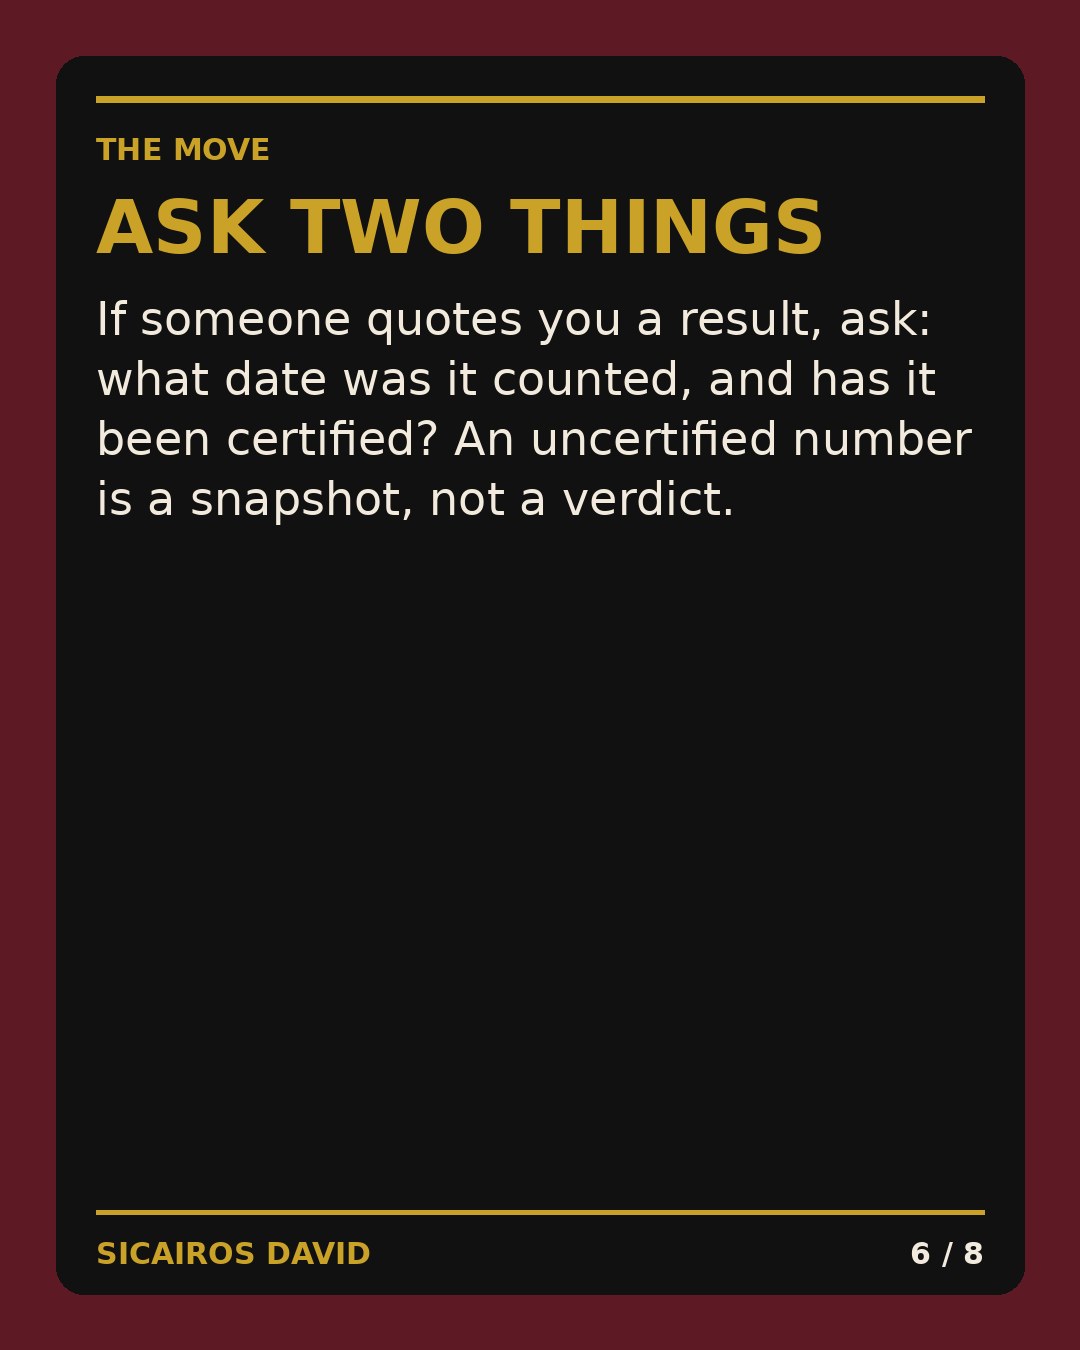 THE MOVE
ASK TWO THINGS
If someone quotes you a result, ask:
what date was it counted, and has it
been certified? An uncertified number
is a snapshot, not a verdict.
SICAIROS DAVID
6 / 8